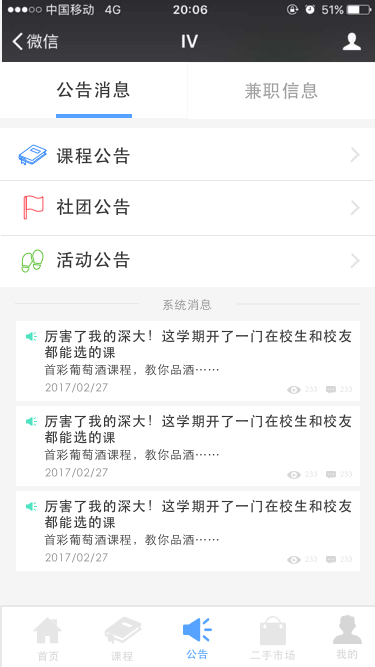 中国移动 4G 20:06 51%
微信 IV
公告消息 兼职信息
课程公告
社团公告
活动公告
系统消息
厉害了我的深大！这学期开了一门在校生和校友
都能选的课
首彩葡萄酒课程，教你品酒……
2017/02/27 233 233
厉害了我的深大！这学期开了一门在校生和校友
都能选的课
首彩葡萄酒课程，教你品酒……
2017/02/27 233 233
厉害了我的深大！这学期开了一门在校生和校友
都能选的课
首彩葡萄酒课程，教你品酒……
2017/02/27 233 233
首页 课程 公告 二手市场 我的